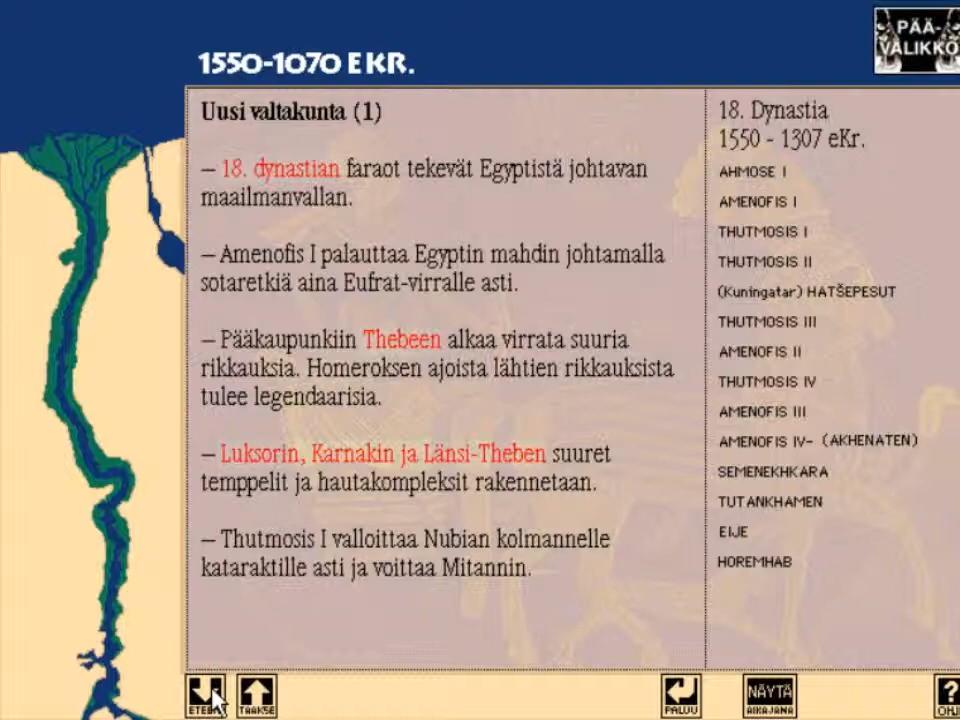 PÄÄ-
VALIKKO
1550-1070 EKR.
Uusi valtakunta (1)
– 18. dynastian faraot tekevät Egyptistä johtavan
maailmanvallan.
– Amenofis I palauttaa Egyptin mahdin johtamalla
sotaretkiä aina Eufrat-virralle asti.
– Pääkaupunkiin Thebeen alkaa virrata suuria
rikkauksia. Homeroksen ajoista lähtien rikkauksista
tulee legendaarisia.
– Luksorin, Karnakin ja Länsi-Theben suuret
temppelit ja hautakompleksit rakennetaan.
– Thutmosis I valloittaa Nubian kolmannelle
kataraktille asti ja voittaa Mitannin.
18. Dynastia
1550 - 1307 eKr.
AHMOSE I
AMENOFIS I
THUTMOSIS I
THUTMOSIS II
(Kuningatar) HATŠEPESUT
THUTMOSIS III
AMENOFIS II
THUTMOSIS IV
AMENOFIS III
AMENOFIS IV- (AKHENATEN)
SEMENEKHKARA
TUTANKHAMEN
EIJE
HOREMHAB
TAAKSE
PALUU
NÄYTÄ
AIKAJANA
?